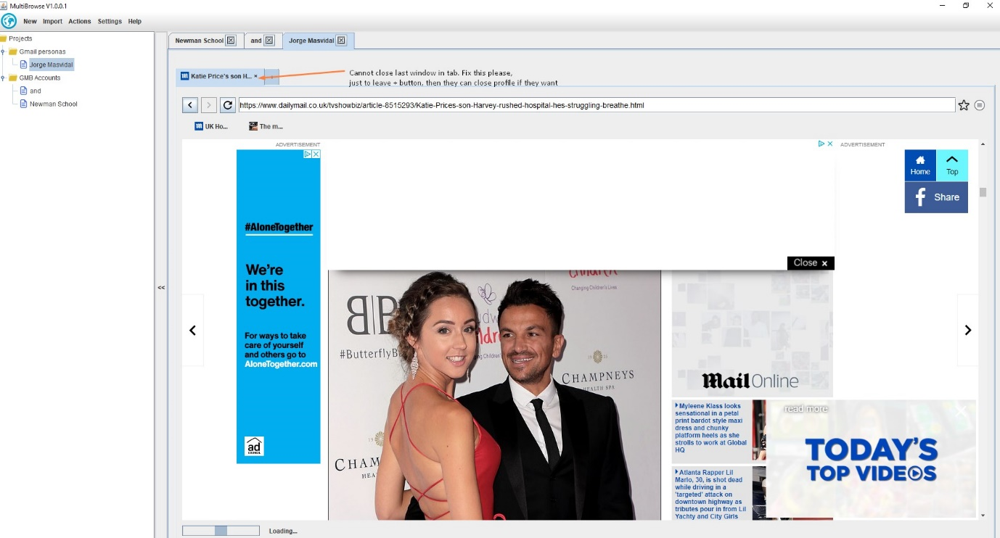 MultiBrowse V1.0.0.1
New Import Actions Settings Help
Projects
Gmail personas
Jorge Masvidal
GMB Accounts
and
Newman School
<<
Newman School
and
Jorge Masvidal
Katie Price's son H... ×
Cannot close last window in tab. Fix this please,
just to leave + button, then they can close profile if they want
https://www.dailymail.co.uk/tvshowbiz/article-8515293/Katie-Prices-son-Harvey-rushed-hospital-hes-struggling-breathe.html
UK Ho...
The m...
ADVERTISEMENT
#AloneTogether
We're
in this
together.
For ways to take
care of yourself
and others go to
AloneTogether.com
ad
COUNCIL
ADVERTISEMENT
Home
Top
f Share
Close ×
Changing Children's Lives
#ButterflyB
CHAMPNEYS
HEALTH SPA
CHAM
HEA
Mail Online
Myleene Klass looks
sensational in a petal
print bardot style maxi
dress and chunky
platform heels as she
strolls to work at Global
HQ
Atlanta Rapper Lil
Marlo, 30, is shot dead
while driving in a
'targeted' attack on
downtown highway as
tributes pour in from Lil
Yachty and City Girls
read more
TODAY'S
TOP VIDEOS
Loading...